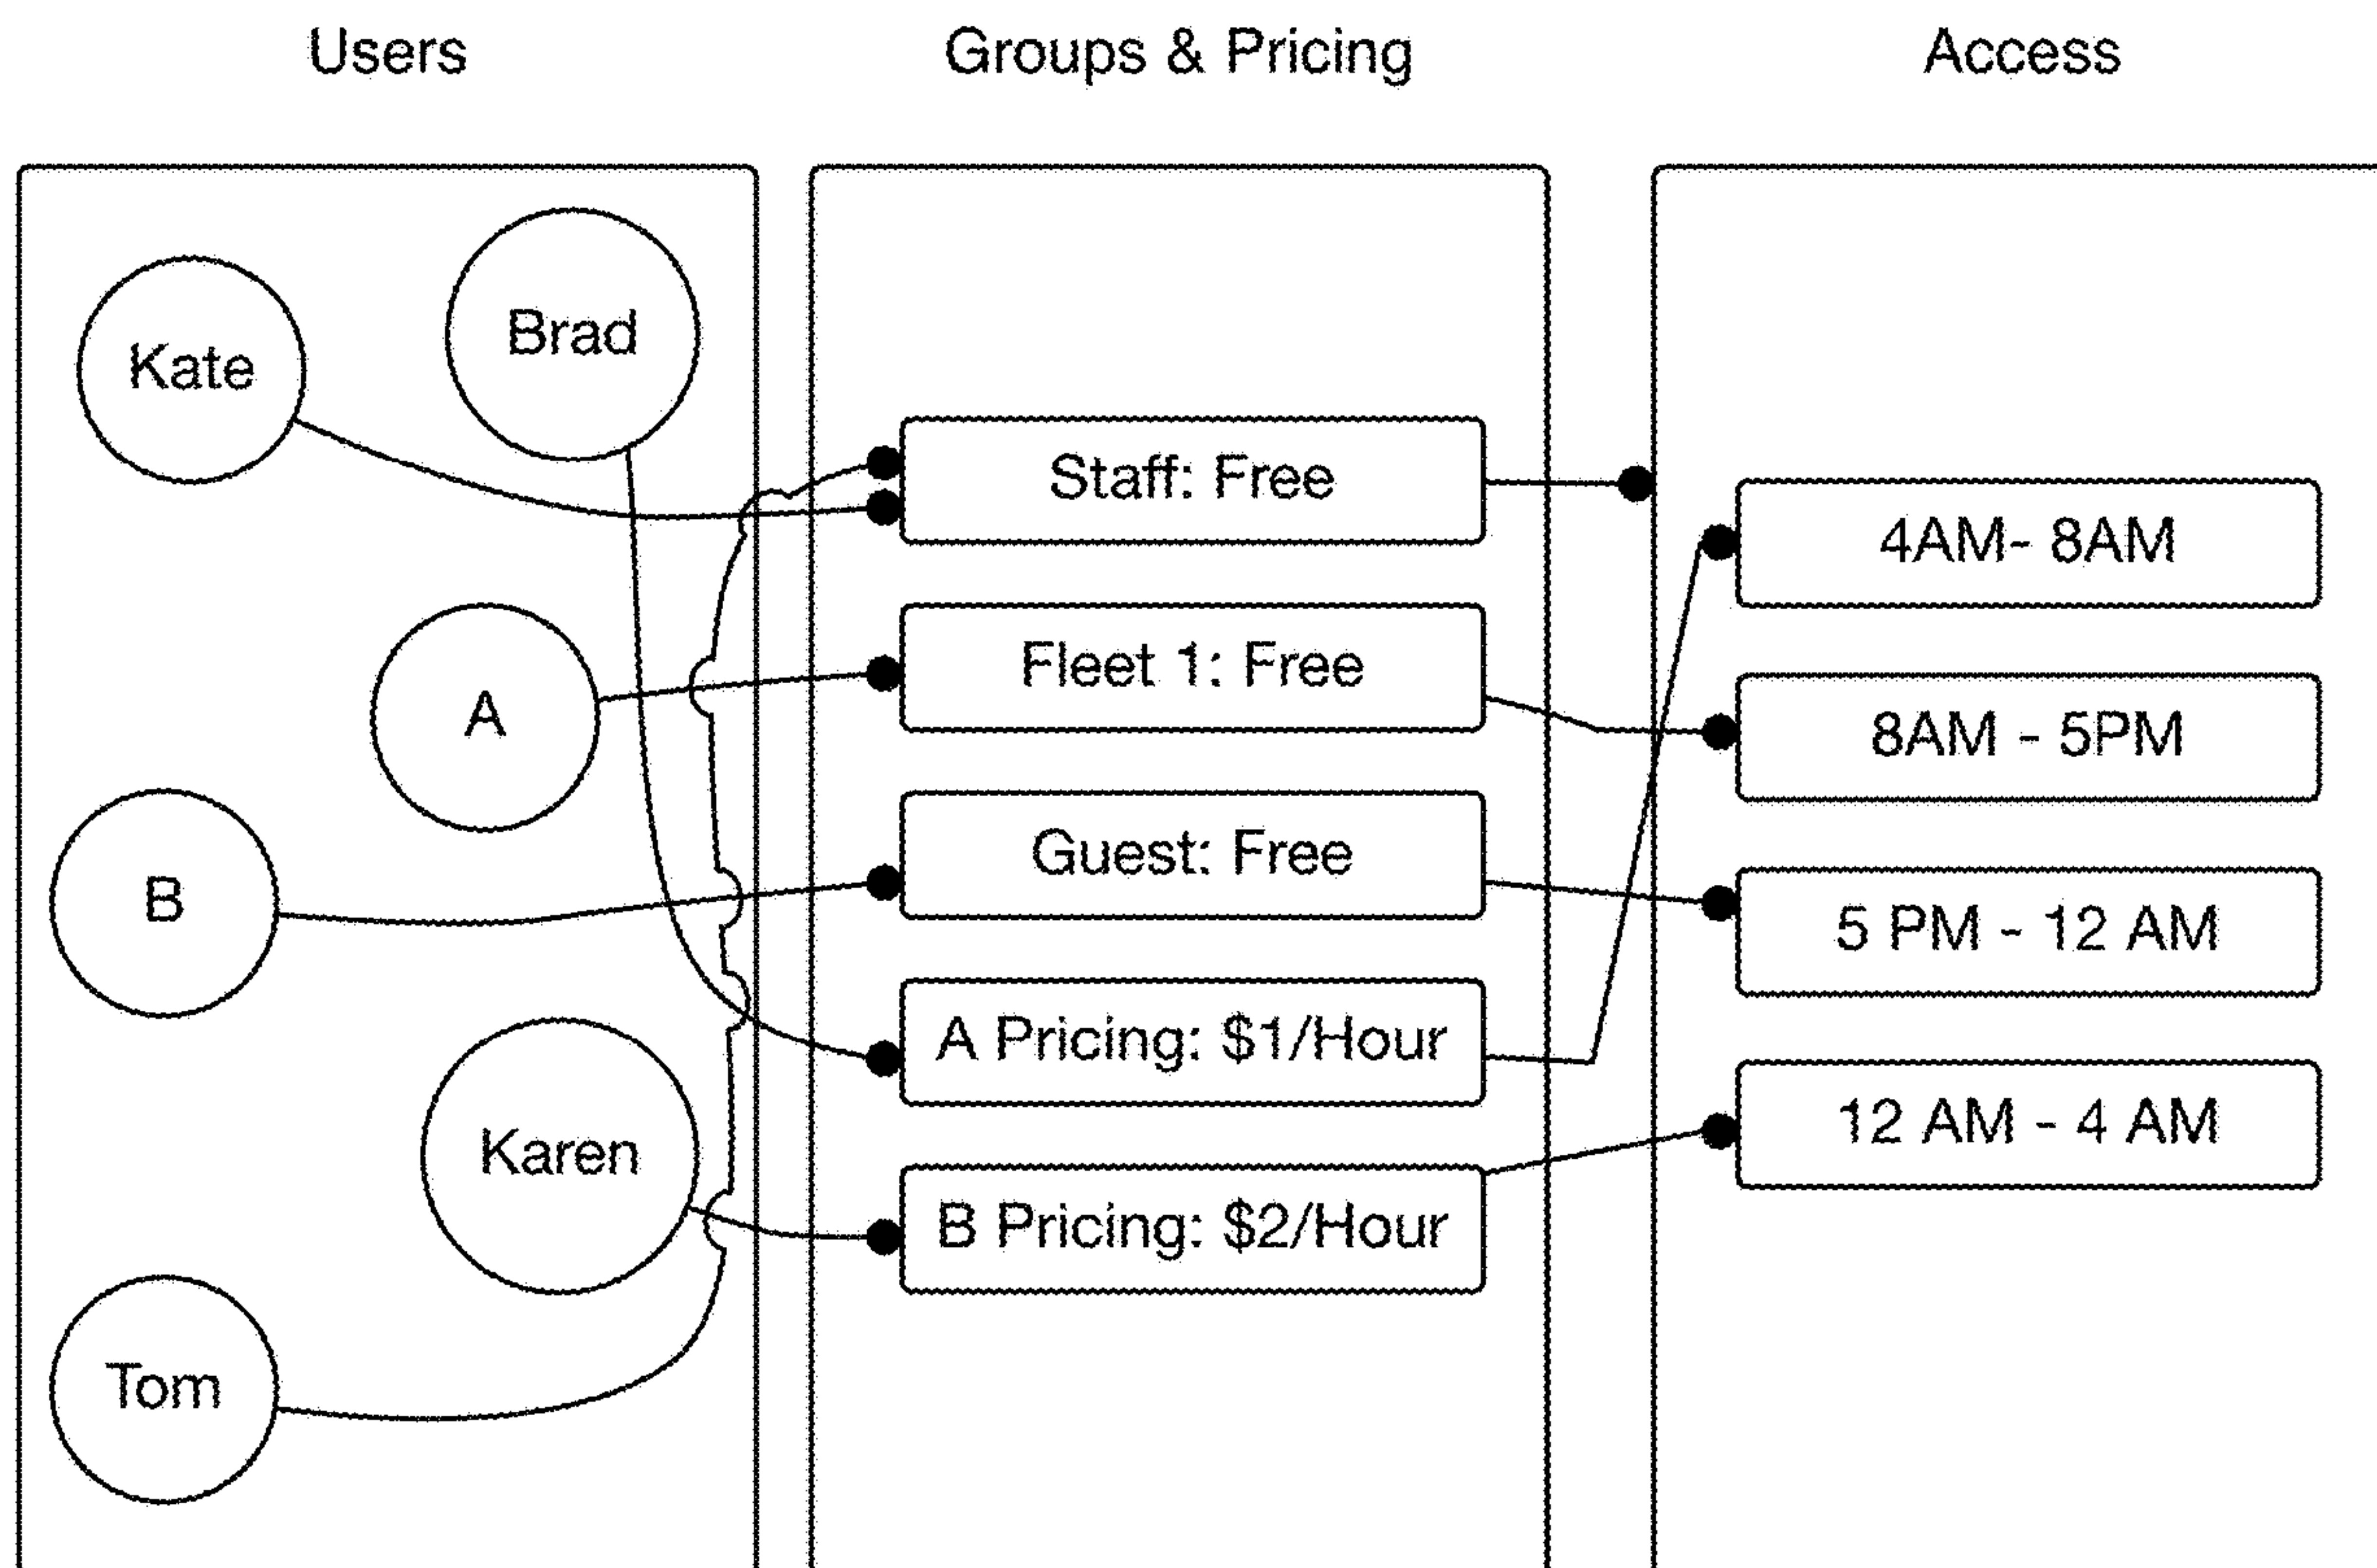 Users
Groups & Pricing
Access
Kate
Brad
A
B
Karen
Tom
Staff: Free
Fleet 1: Free
Guest: Free
A Pricing: $1/Hour
B Pricing: $2/Hour
4AM- 8AM
8AM - 5PM
5 PM - 12 AM
12 AM - 4 AM